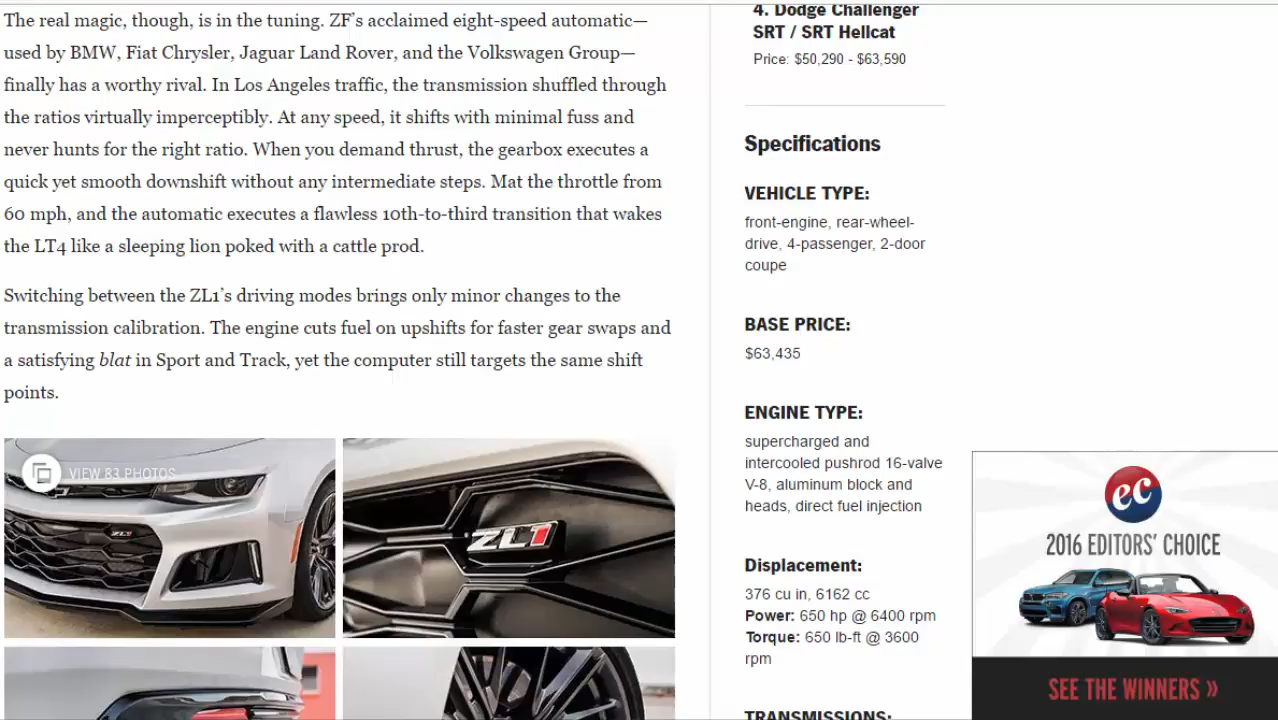 The real magic, though, is in the tuning. ZF’s acclaimed eight-speed automatic—
used by BMW, Fiat Chrysler, Jaguar Land Rover, and the Volkswagen Group—
finally has a worthy rival. In Los Angeles traffic, the transmission shuffled through
the ratios virtually imperceptibly. At any speed, it shifts with minimal fuss and
never hunts for the right ratio. When you demand thrust, the gearbox executes a
quick yet smooth downshift without any intermediate steps. Mat the throttle from
60 mph, and the automatic executes a flawless 10th-to-third transition that wakes
the LT4 like a sleeping lion poked with a cattle prod.
Switching between the ZL1’s driving modes brings only minor changes to the
transmission calibration. The engine cuts fuel on upshifts for faster gear swaps and
a satisfying blat in Sport and Track, yet the computer still targets the same shift
points.
VIEW 83 PHOTOS
ZL1
ZL1
4. Dodge Challenger
SRT / SRT Hellcat
Price: $50,290 - $63,590
Specifications
VEHICLE TYPE:
front-engine, rear-wheel-
drive, 4-passenger, 2-door
coupe
BASE PRICE:
$63,435
ENGINE TYPE:
supercharged and
intercooled pushrod 16-valve
V-8, aluminum block and
heads, direct fuel injection
Displacement:
376 cu in, 6162 cc
Power: 650 hp @ 6400 rpm
Torque: 650 lb-ft @ 3600
rpm
TRANSMISSIONS:
ec
2016 EDITORS’ CHOICE
SEE THE WINNERS »